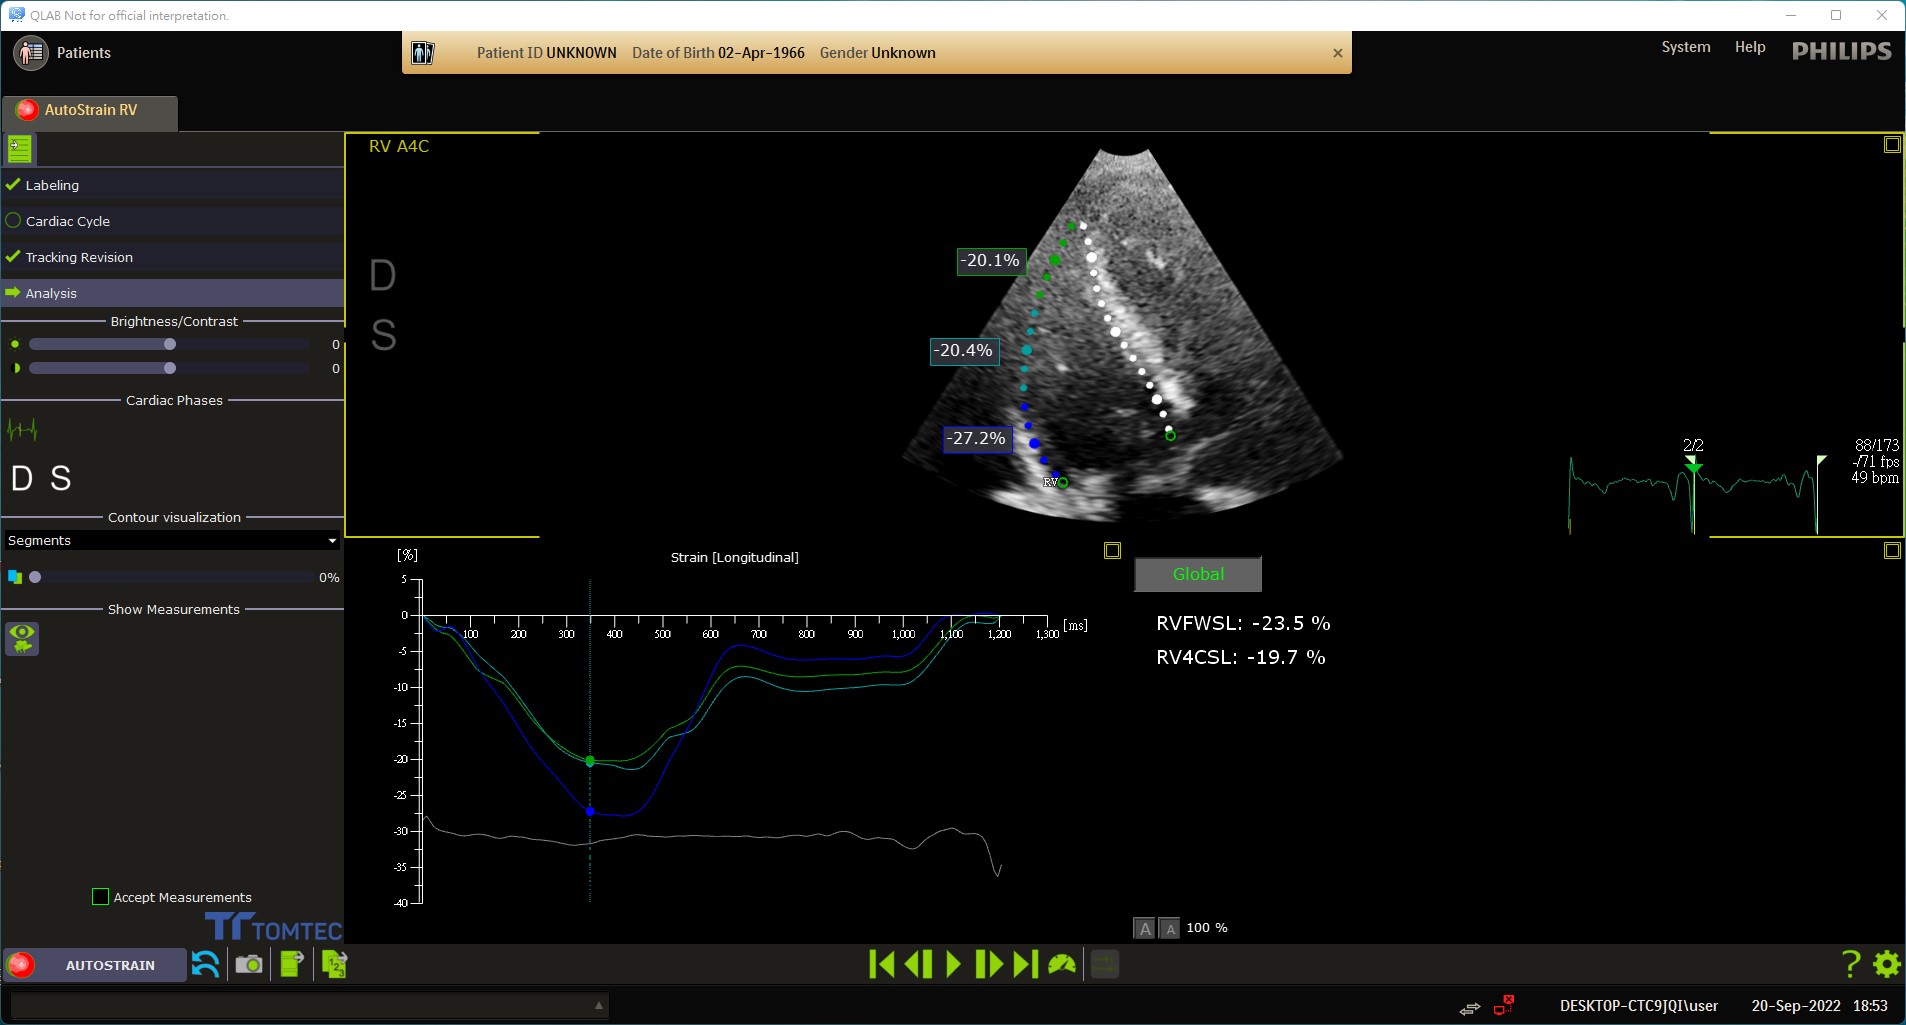 QLAB Not for official interpretation.
Patients
Patient ID UNKNOWN Date of Birth 02-Apr-1966 Gender Unknown
System Help PHILIPS
AutoStrain RV
Labeling
Cardiac Cycle
Tracking Revision
Analysis
Brightness/Contrast
0
0
Cardiac Phases
D S
Contour visualization
Segments
0%
Show Measurements
Accept Measurements
TOMTEC
RV A4C
D
S
-20.1%
-20.4%
-27.2%
RV
2/2
88/173
-/71 fps
49 bpm
[%]
Strain [Longitudinal]
5
0
-5
-10
-15
-20
-25
-30
-35
-40
100 200 300 400 500 600 700 800 900 1,000 1,100 1,200 1,300 [ms]
Global
RVFWSL: -23.5 %
RV4CSL: -19.7 %
A A 100 %
AUTOSTRAIN
1 2 3
?
DESKTOP-CTC9JQI\user 20-Sep-2022 18:53